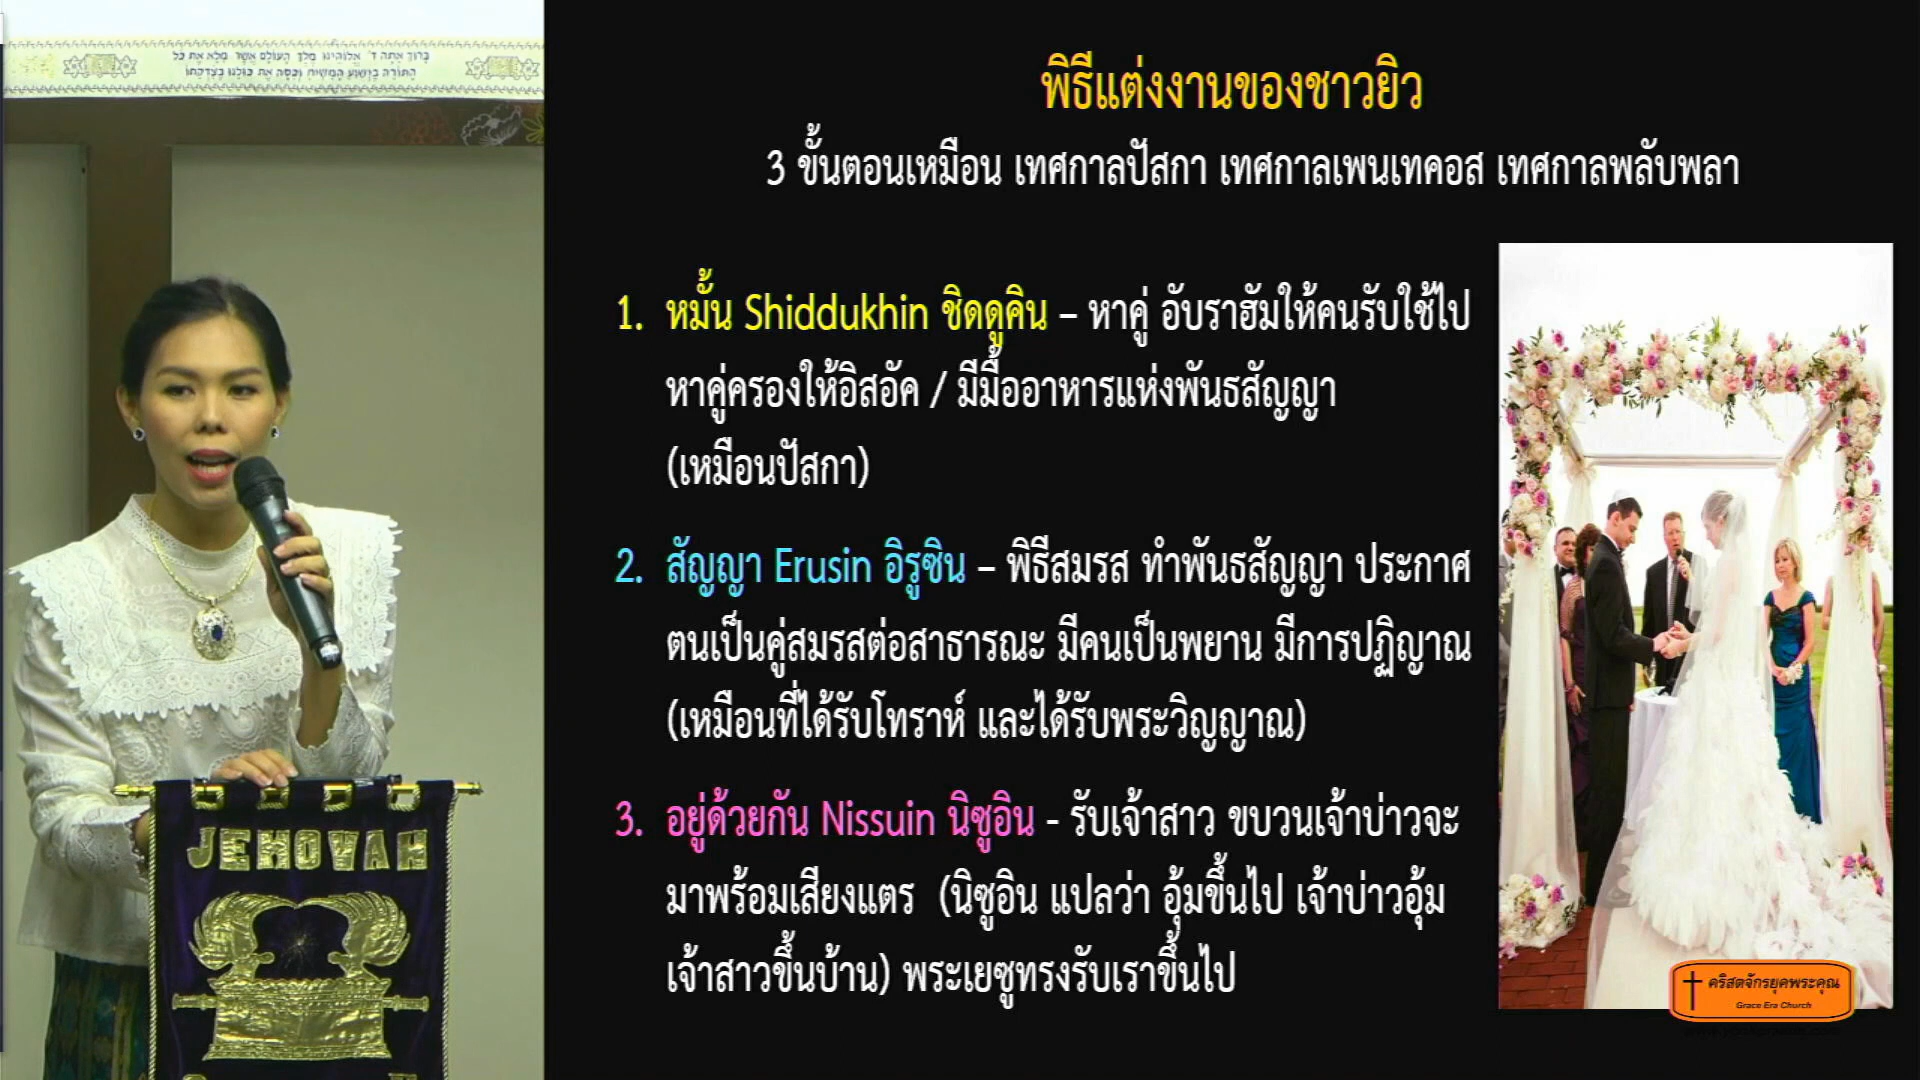 ברוך אתה ד׳ אלוהינו מלך העולם אשר מלא את כל
התורה בישוע המשיח וכסה את כולנו בצדקתו
พิธีแต่งงานของชาวยิว
3 ขั้นตอนเหมือน เทศกาลปัสกา เทศกาลเพนเทคอส เทศกาลพลับพลา
1. หมั้น Shiddukhin ชิดดูคิน – หาคู่ อับราฮัมให้คนรับใช้ไป
หาคู่ครองให้อิสอัค / มีมื้ออาหารแห่งพันธสัญญา
(เหมือนปัสกา)
2. สัญญา Erusin อิรูซิน – พิธีสมรส ทำพันธสัญญา ประกาศ
ตนเป็นคู่สมรสต่อสาธารณะ มีคนเป็นพยาน มีการปฏิญาณ
(เหมือนที่ได้รับโทราห์ และได้รับพระวิญญาณ)
3. อยู่ด้วยกัน Nissuin นิซูอิน - รับเจ้าสาว ขบวนเจ้าบ่าวจะ
มาพร้อมเสียงแตร (นิซูอิน แปลว่า อุ้มขึ้นไป เจ้าบ่าวอุ้ม
เจ้าสาวขึ้นบ้าน) พระเยซูทรงรับเราขึ้นไป
JEHOVAH
คริสตจักรยุคพระคุณ
Grace Era Church